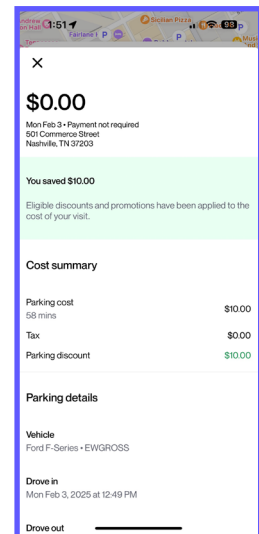 1:51
Sicilian Pizza
98
Fairlane
P
P
$0.00
Mon Feb 3 • Payment not required
501 Commerce Street
Nashville, TN 37203
You saved $10.00
Eligible discounts and promotions have been applied to the
cost of your visit.
Cost summary
Parking cost
$10.00
58 mins
Tax
$0.00
Parking discount
$10.00
Parking details
Vehicle
Ford F-Series • EWGROSS
Drove in
Mon Feb 3, 2025 at 12:49 PM
Drove out